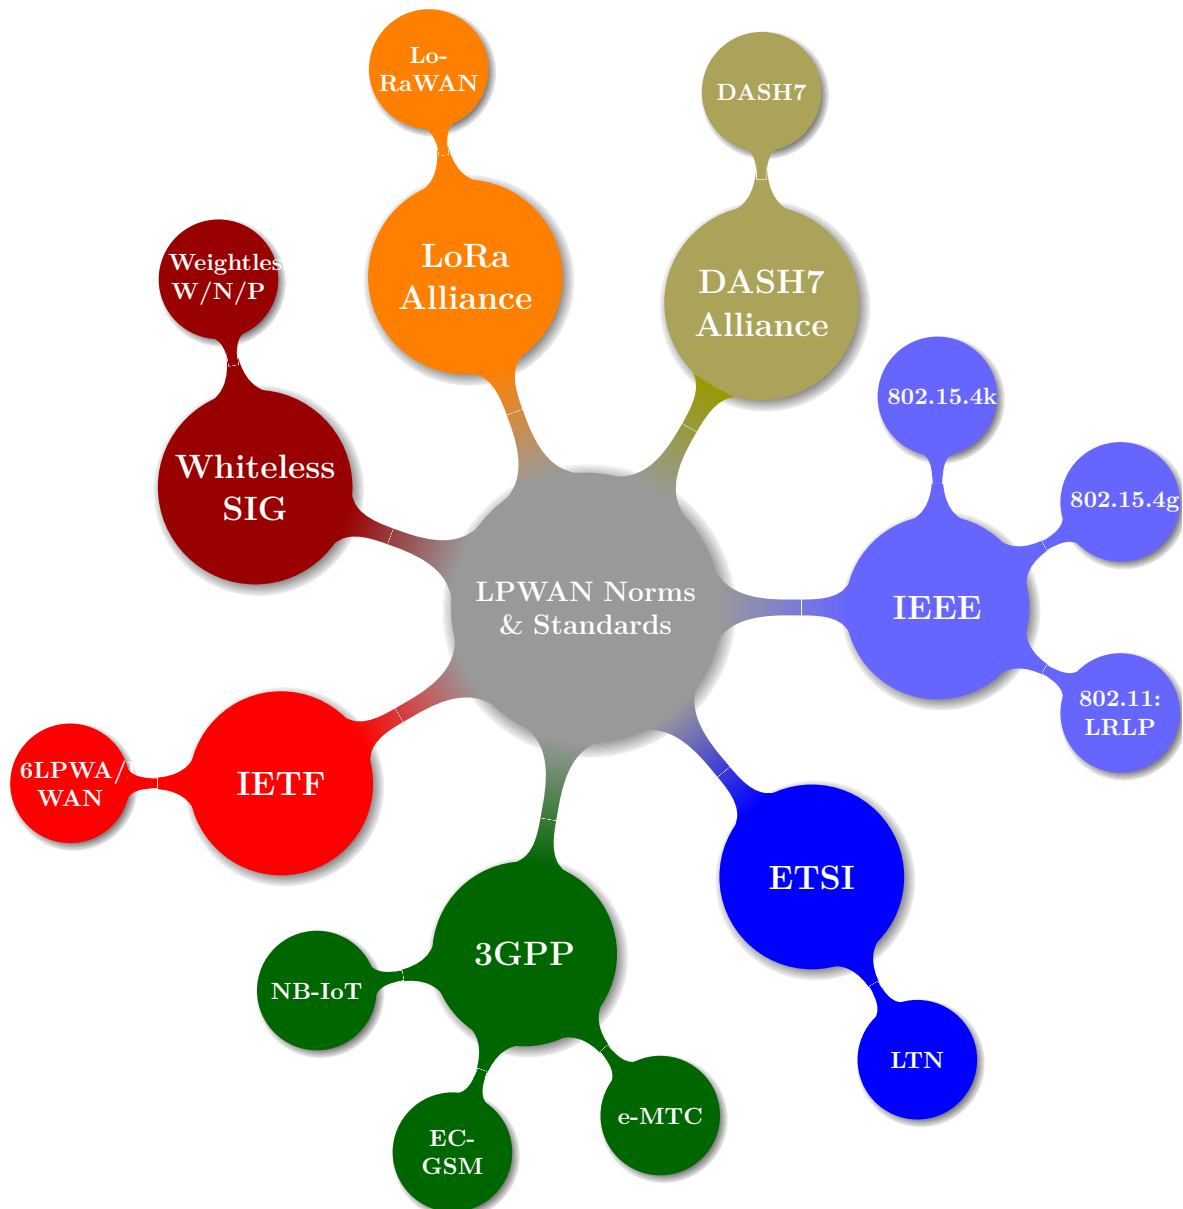 Lo-
RaWAN
DASH7
LoRa
Alliance
DASH7
Alliance
Weightles
W/N/P
802.15.4k
Whiteless
SIG
802.15.4g
LPWAN Norms
& Standards
IEEE
802.11:
LRLP
6LPWA/
WAN
IETF
ETSI
3GPP
NB-IoT
LTN
e-MTC
EC-
GSM